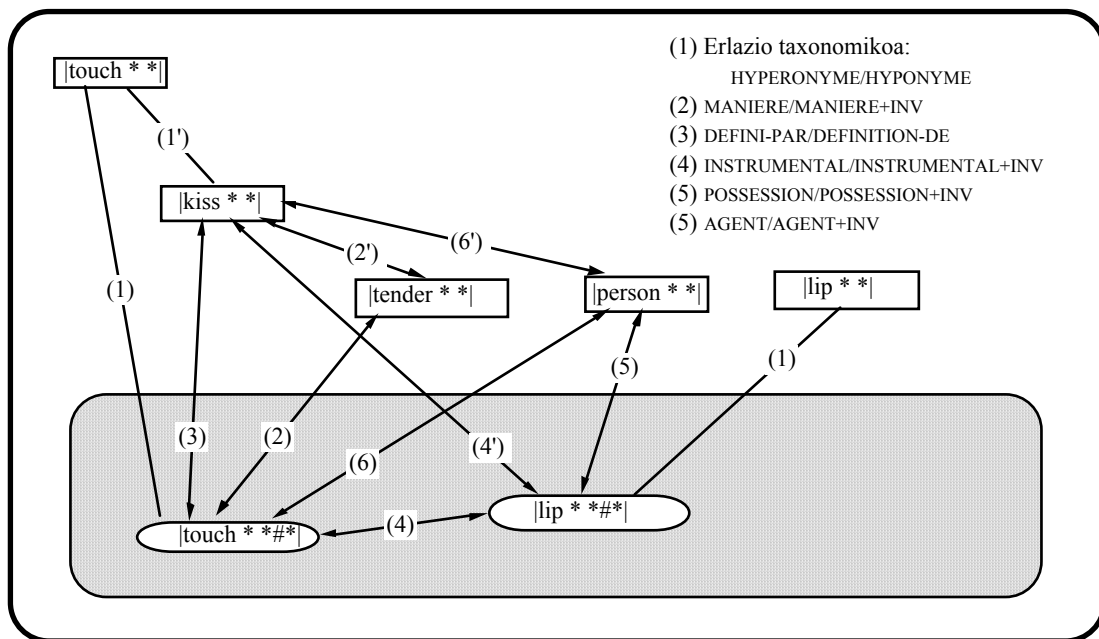 (1) Erlazio taxonomikoa:
HYPERONYME/HYPONYME
(2) MANIERE/MANIERE+INV
(3) DEFINI-PAR/DEFINITION-DE
(4) INSTRUMENTAL/INSTRUMENTAL+INV
(5) POSSESSION/POSSESSION+INV
(5) AGENT/AGENT+INV
|touch * *|
(1')
|kiss * *|
(6')
(2')
(1)
|tender * *|
|person * *|
|lip * *|
(5)
(1)
(3)
(2)
(6)
(4')
|lip * *#*|
(4)
|touch * *#*|